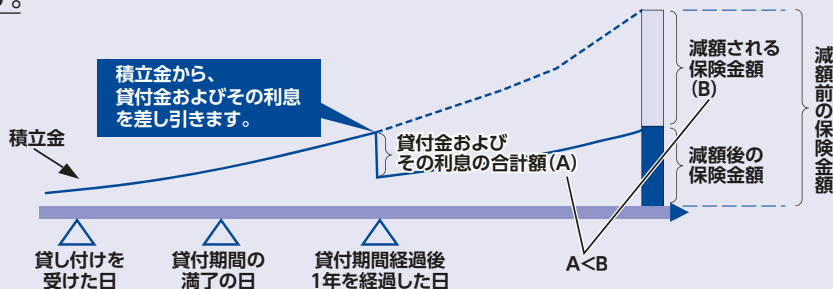 す。
積立金から、
貸付金およびその利息
を差し引きます。
積立金
貸付金および
その利息の合計額(A)
減額される
保険金額
(B)
減額後の
保険金額
減額前の保険金額
貸し付けを
受けた日
貸付期間の
満了の日
貸付期間経過後
1年を経過した日
A<B